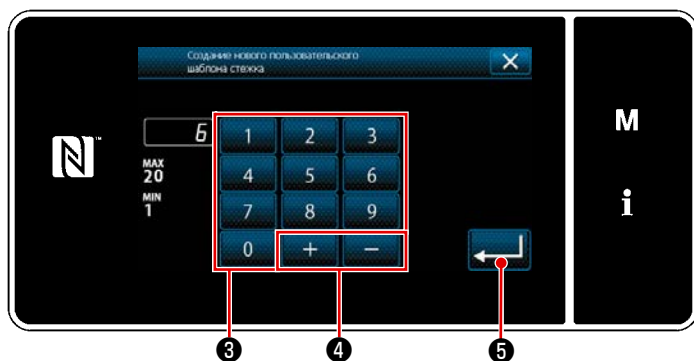 Создание нового пользовательского
шаблона стежка
6
MAX
20
MIN
1
1 2 3
4 5 6
7 8 9
0 + −
M
i
❸ ❹ ❺